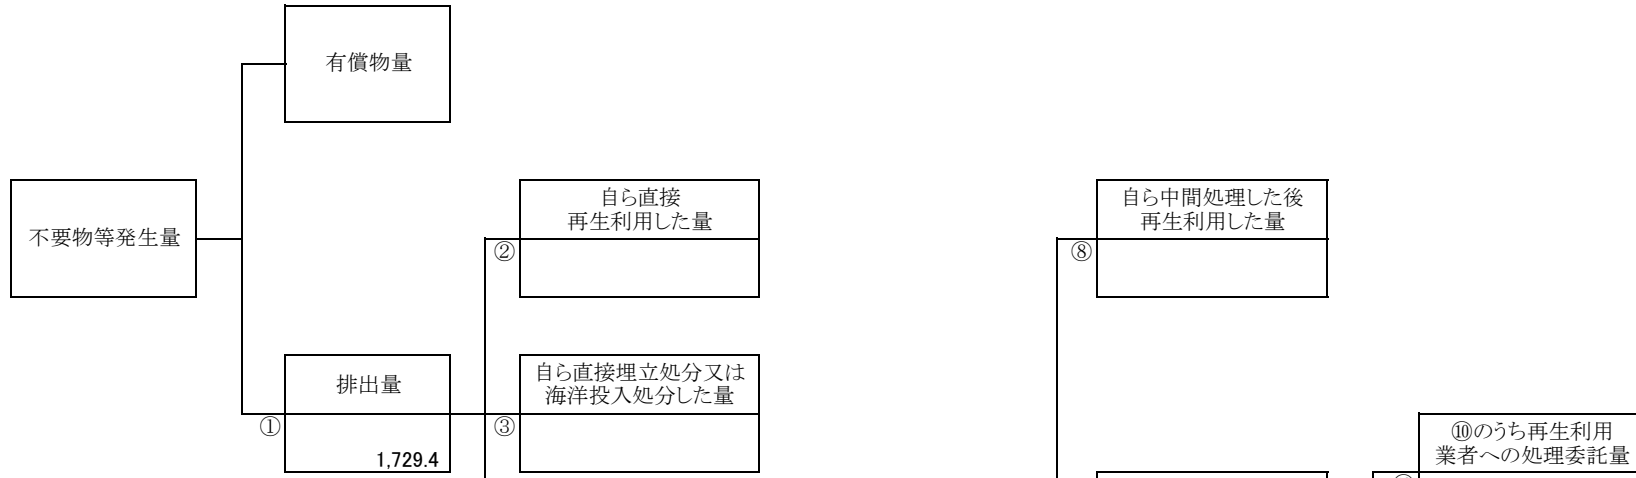 有償物量
不要物等発生量
自ら直接
再生利用した量
②
自ら中間処理した後
再生利用した量
⑧
排出量
①
1,729.4
自ら直接埋立処分又は
海洋投入処分した量
③
⑩のうち再生利用
業者への処理委託量